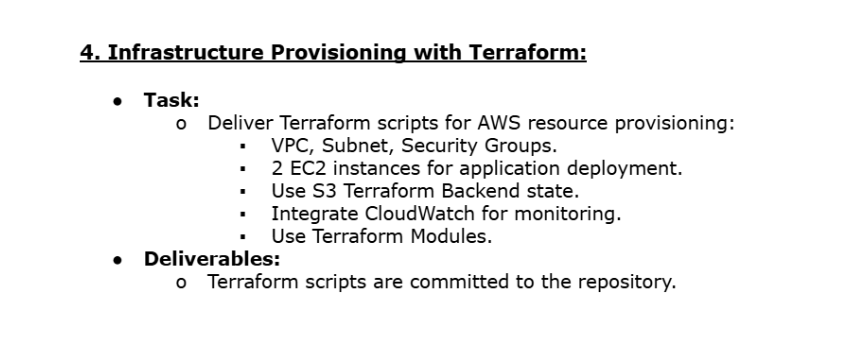 4. Infrastructure Provisioning with Terraform:
● Task:
o Deliver Terraform scripts for AWS resource provisioning:
▪ VPC, Subnet, Security Groups.
▪ 2 EC2 instances for application deployment.
▪ Use S3 Terraform Backend state.
▪ Integrate CloudWatch for monitoring.
▪ Use Terraform Modules.
● Deliverables:
o Terraform scripts are committed to the repository.